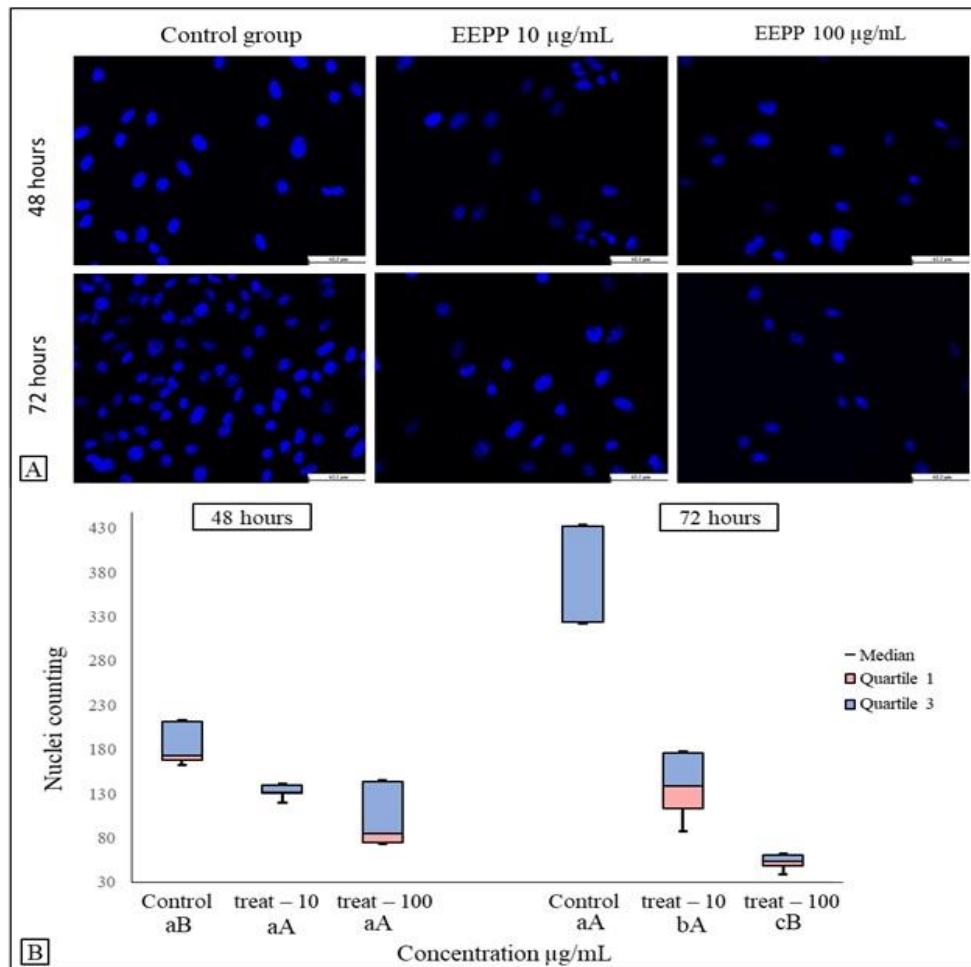 Control group EEPP 10 µg/mL EEPP 100 µg/mL
48 hours
72 hours
A
48 hours 72 hours
430
380
330
280
230
180
130
80
30
Nuclei counting
Median
Quartile 1
Quartile 3
Control treat – 10 treat – 100 Control treat – 10 treat – 100
aB aA aA aA bA cB
B Concentration µg/mL